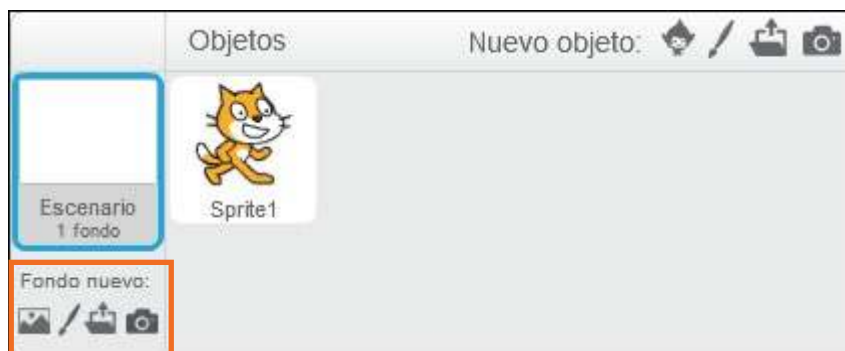 Objetos
Nuevo objeto:
Escenario
1 fondo
Sprite1
Fondo nuevo: